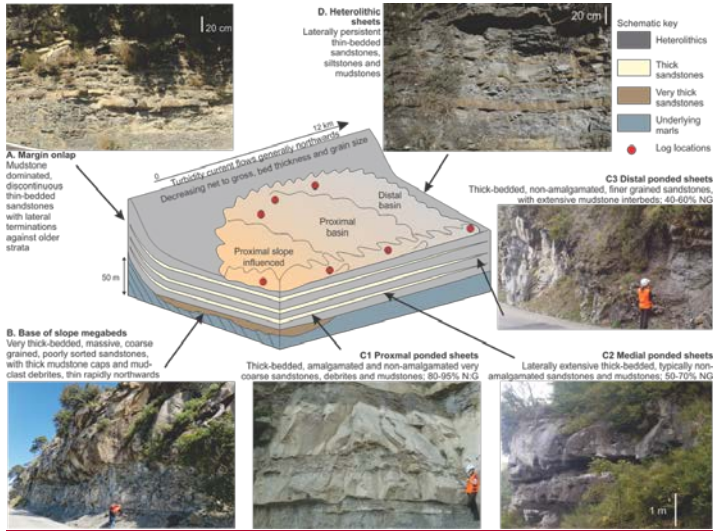 20 cm
D. Heterolithic
sheets
Laterally persistent
thin-bedded
sandstones,
siltstones and
mudstones
20 cm
Schematic key
Heterolithics
Thick
sandstones
Very thick
sandstones
Underlying
marls
Log locations
A. Margin onlap
Mudstone
dominated,
discontinuous
thin-bedded
sandstones
with lateral
terminations
against older
strata
0
12 km
Turbidity current flows generally northwards
Decreasing net to gross, bed thickness and grain size
Distal
basin
Proximal
basin
Proximal slope
influenced
50 m
C3 Distal ponded sheets
Thick-bedded, non-amalgamated, finer grained sandstones,
with extensive mudstone interbeds; 40-60% NG
B. Base of slope megabeds
Very thick-bedded, massive, coarse
grained, poorly sorted sandstones,
with thick mudstone caps and mud-
clast debrites, thin rapidly northwards
C1 Proxmal ponded sheets
Thick-bedded, amalgamated and non-amalgamated very
coarse sandstones, debrites and mudstones; 80-95% N:G
C2 Medial ponded sheets
Laterally extensive thick-bedded, typically non-
amalgamated sandstones and mudstones; 50-70% NG
1 m